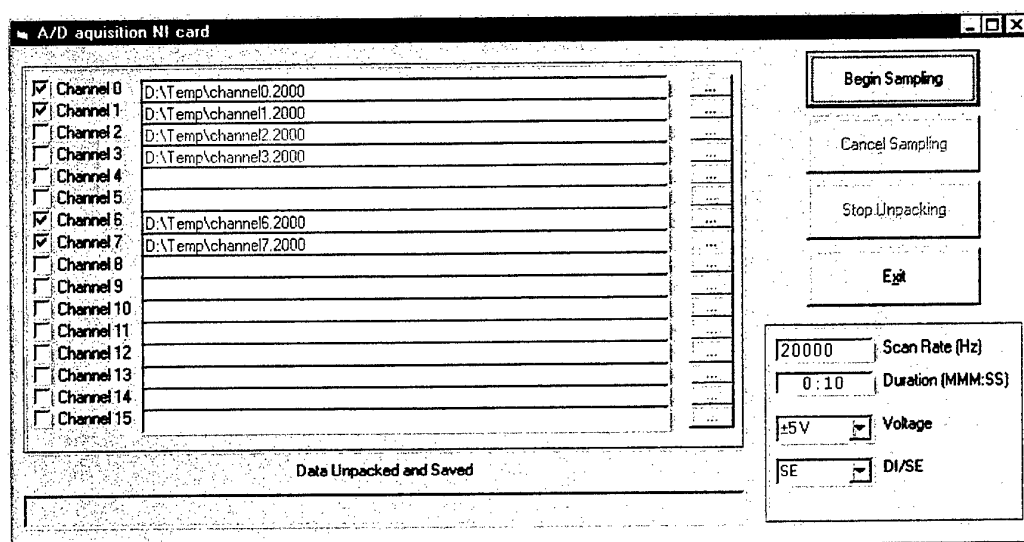 A/D aquisition NI card
Channel 0 D:\Temp\channel0.2000 ...
Channel 1 D:\Temp\channel1.2000 ...
Channel 2 D:\Temp\channel2.2000 ...
Channel 3 D:\Temp\channel3.2000 ...
Channel 4 ...
Channel 5 ...
Channel 6 D:\Temp\channel6.2000 ...
Channel 7 D:\Temp\channel7.2000 ...
Channel 8 ...
Channel 9 ...
Channel 10 ...
Channel 11 ...
Channel 12 ...
Channel 13 ...
Channel 14 ...
Channel 15 ...
Data Unpacked and Saved
Begin Sampling
Cancel Sampling
Stop Unpacking
Exit
20000 Scan Rate (Hz)
0:10 Duration (MMM:SS)
±5V Voltage
SE DI/SE